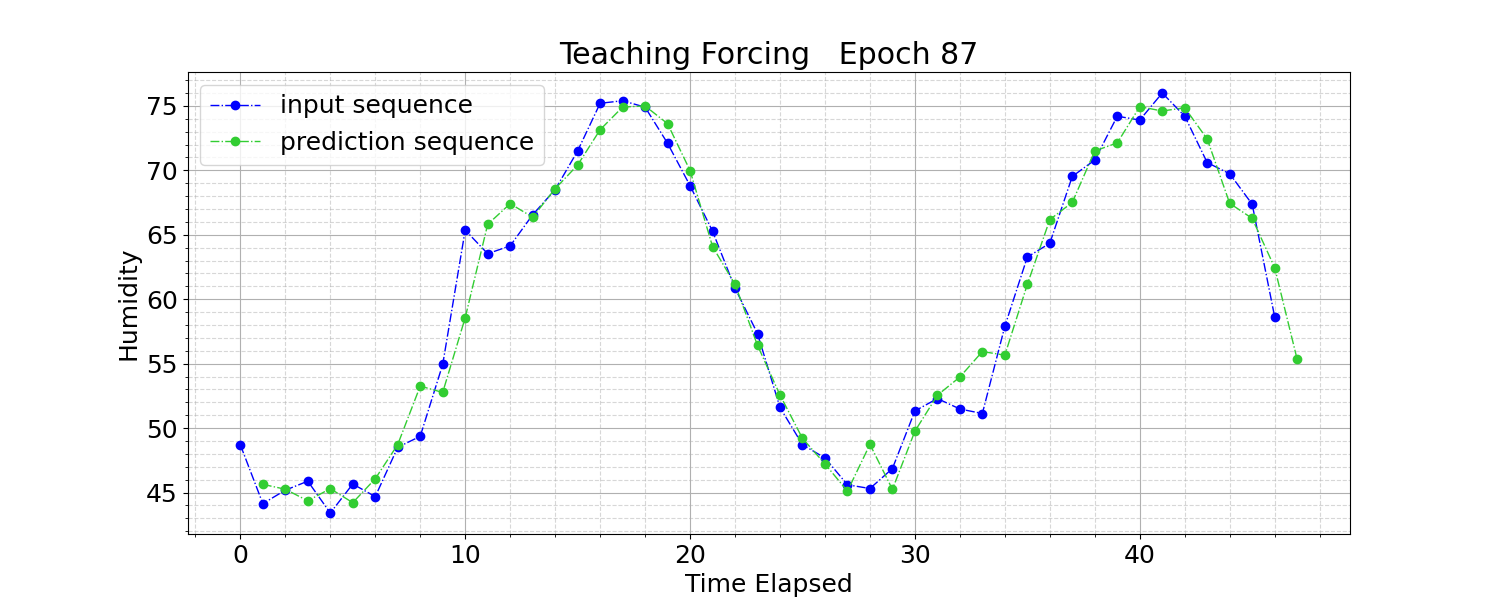 Teaching Forcing   Epoch 87
input sequence
prediction sequence
75
70
65
60
55
50
45
Humidity
0 10 20 30 40
Time Elapsed